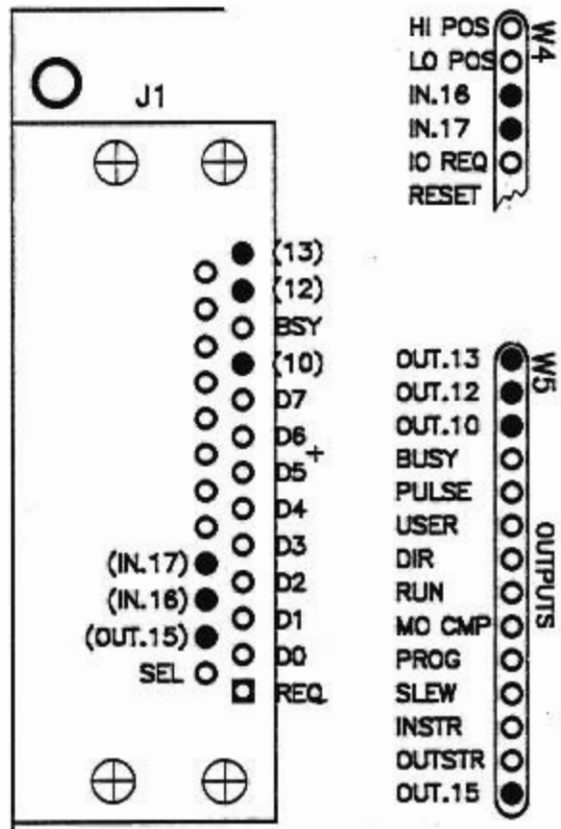 J1
(13)
(12)
BSY
(10)
D7
D6
D5
D4
D3
D2
D1
D0
REQ
(IN.17)
(IN.16)
(OUT.15)
SEL
W4
HI POS
LO POS
IN.16
IN.17
IO REQ
RESET
W5
OUTPUTS
OUT.13
OUT.12
OUT.10
BUSY
PULSE
USER
DIR
RUN
MO CMP
PROG
SLEW
INSTR
OUTSTR
OUT.15